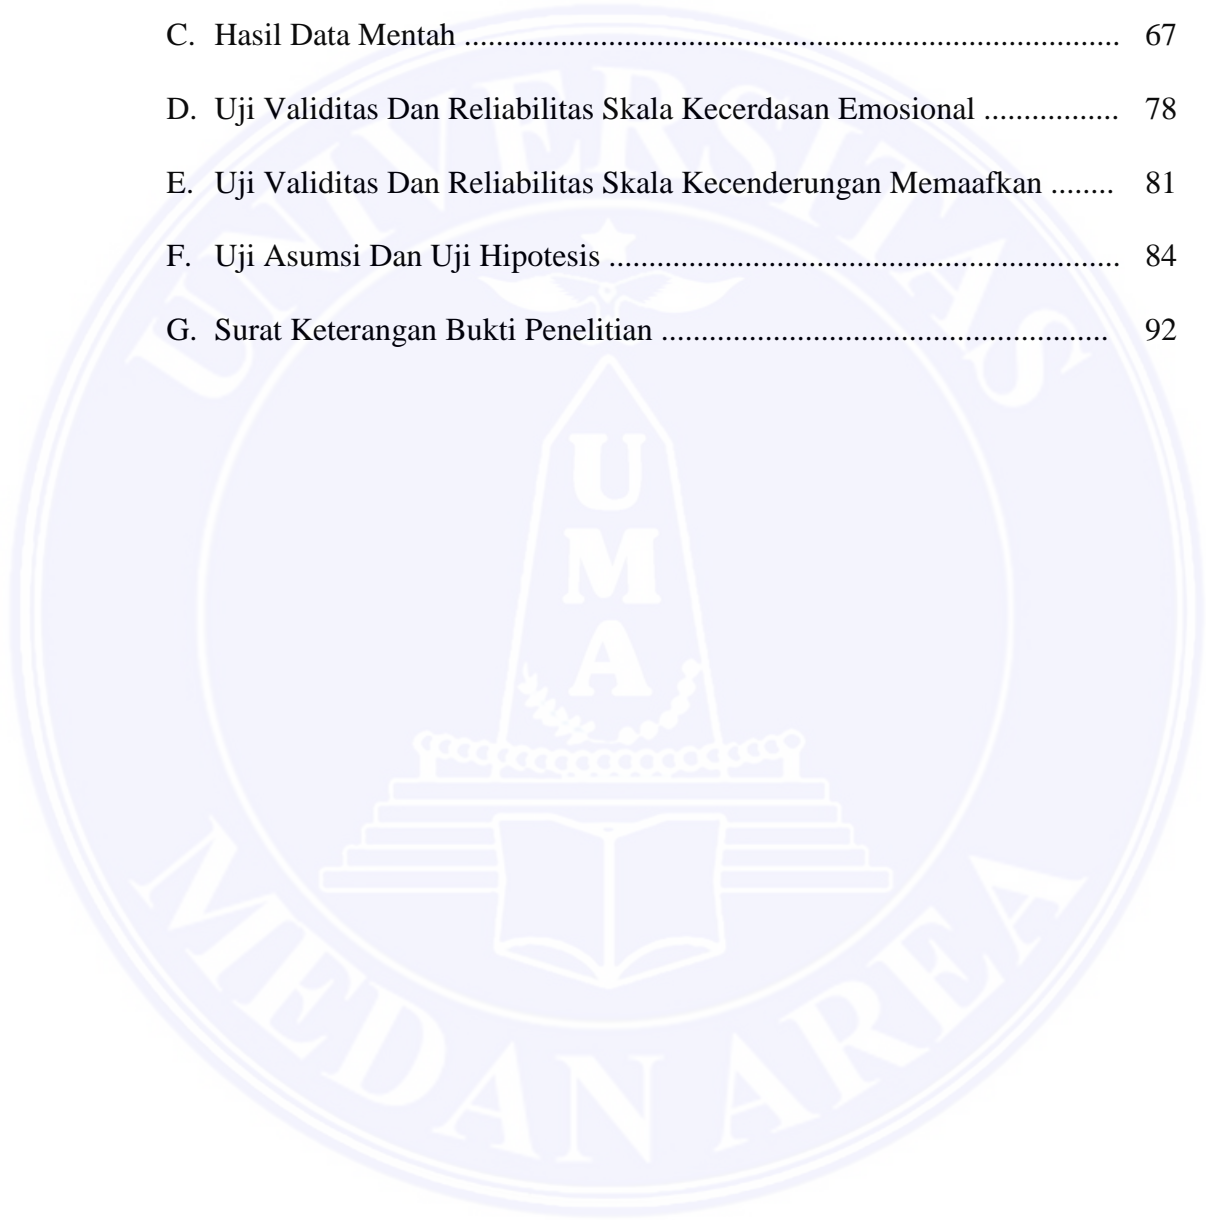 C. Hasil Data Mentah ................................................................................. 67
D. Uji Validitas Dan Reliabilitas Skala Kecerdasan Emosional ................. 78
E. Uji Validitas Dan Reliabilitas Skala Kecenderungan Memaafkan ........ 81
F. Uji Asumsi Dan Uji Hipotesis ............................................................... 84
G. Surat Keterangan Bukti Penelitian ....................................................... 92
UNIVERSITAS
U
M
A
MEDAN AREA